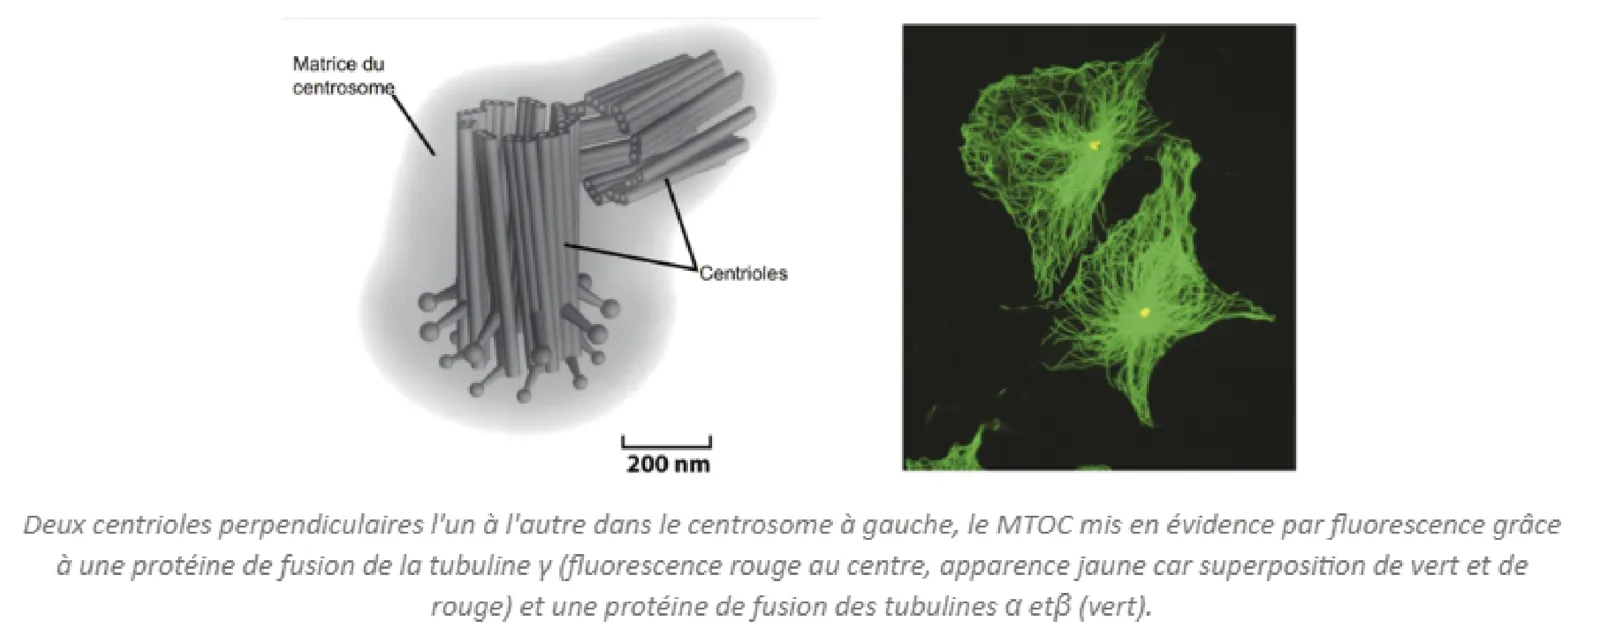 Matrice du
centrosome
Centrioles
200 nm
Deux centrioles perpendiculaires l'un à l'autre dans le centrosome à gauche, le MTOC mis en évidence par fluorescence grâce
à une protéine de fusion de la tubuline γ (fluorescence rouge au centre, apparence jaune car superposition de vert et de
rouge) et une protéine de fusion des tubulines α etβ (vert).